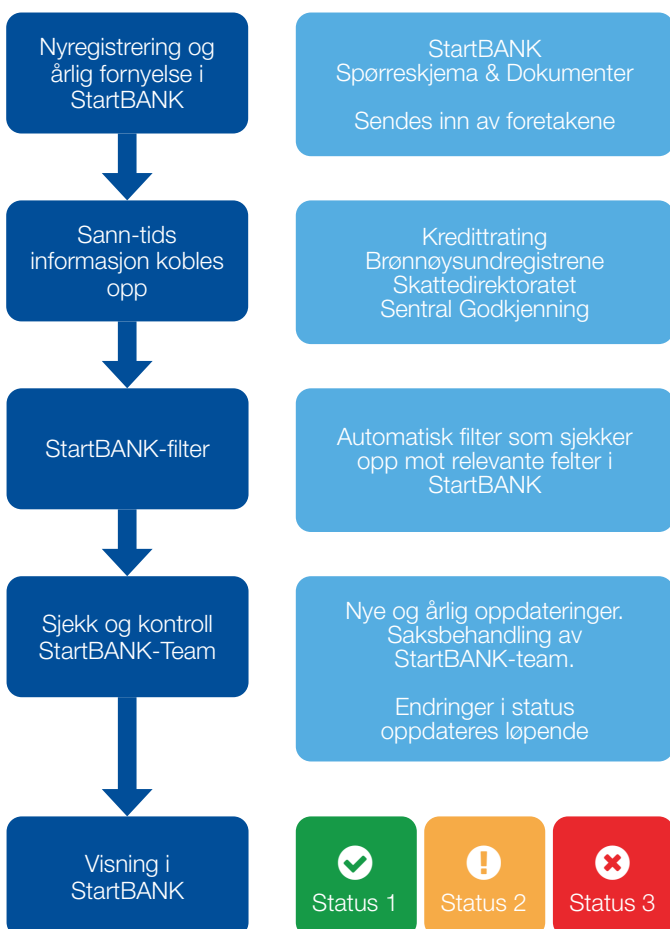 Nyregistrering og
årlig fornyelse i
StartBANK
StartBANK
Spørreskjema & Dokumenter
Sendes inn av foretakene
Sann-tids
informasjon kobles
opp
Kredittrating
Brønnøysundregistrene
Skattedirektoratet
Sentral Godkjenning
StartBANK-filter
Automatisk filter som sjekker
opp mot relevante felter i
StartBANK
Sjekk og kontroll
StartBANK-Team
Nye og årlig oppdateringer.
Saksbehandling av
StartBANK-team.
Endringer i status
oppdateres løpende
Visning i
StartBANK
Status 1
Status 2
Status 3